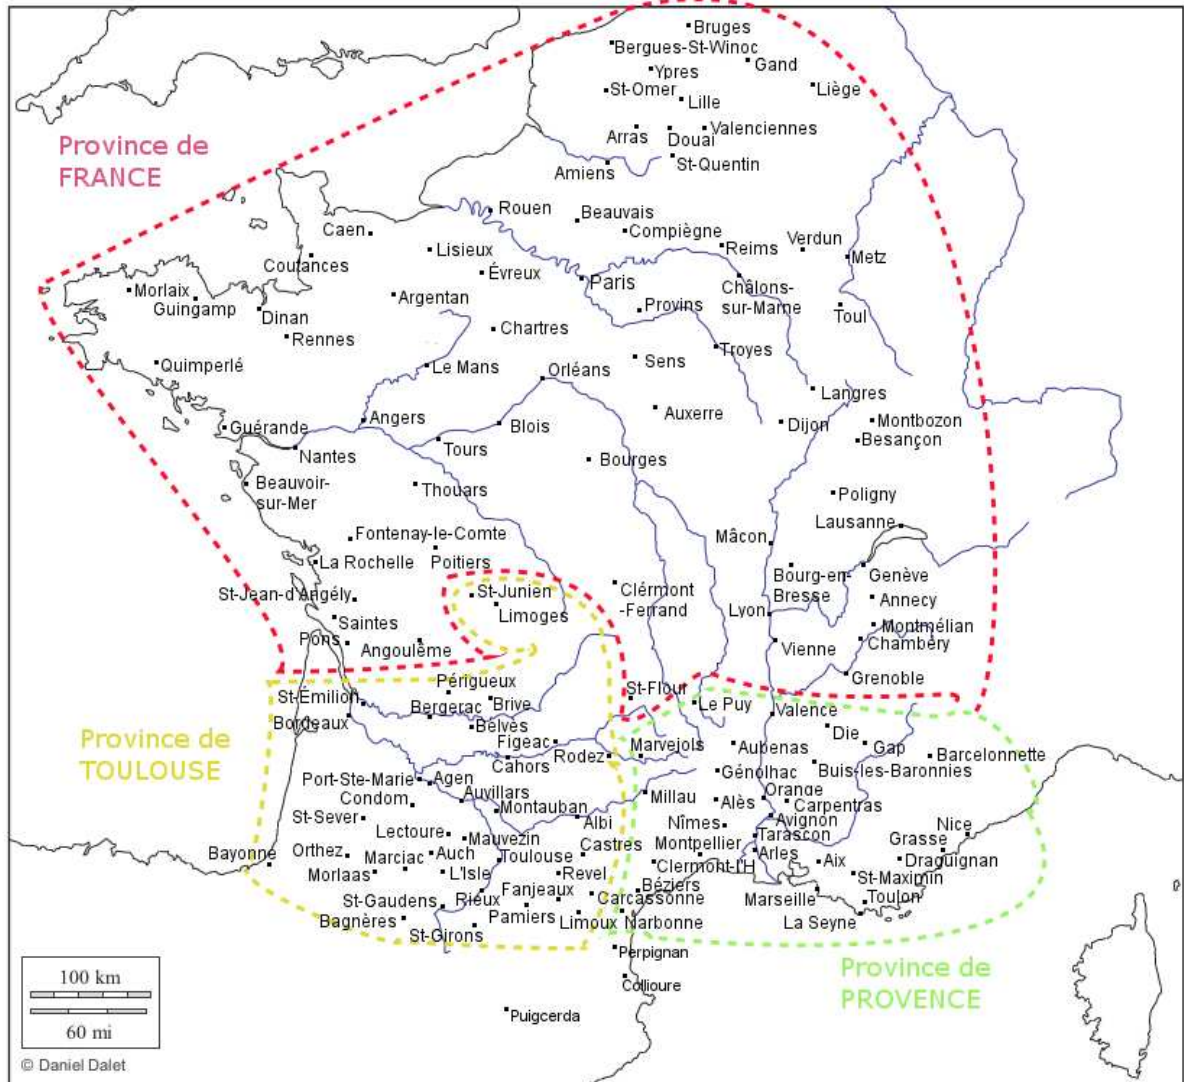 Bruges
Bergues-St-Winoc
Gand
Ypres
St-Omer
Liège
Lille
Arras
Douai
Valenciennes
St-Quentin
Amiens
Province de
FRANCE
Rouen
Beauvais
Compiègne
Caen
Lisieux
Reims
Verdun
Metz
Coutances
Évreux
Paris
Châlons-
sur-Marne
Morlaix
Guingamp
Argentan
Provins
Toul
Dinan
Rennes
Chartres
Troyes
Sens
Quimperlé
Le Mans
Orléans
Langres
Auxerre
Angers
Guérande
Blois
Dijon
Montbozon
Besançon
Tours
Nantes
Bourges
Beauvoir-
sur-Mer
Thouars
Poligny
Lausanne
Fontenay-le-Comte
Mâcon
La Rochelle
Poitiers
Bourg-en-
Bresse
Genève
St-Jean-d'Angély
St-Junien
Limoges
Clérmont
-Ferrand
Annecy
Lyon
Saintes
Montmélian
Chambéry
Pons
Angoulême
Vienne
Grenoble
Périgueux
St-Flour
St-Émilion
Bergerac
Brive
Le Puy
Valence
Bordeaux
Belvès
Die
Province de
TOULOUSE
Figeac
Rodez
Marvejols
Aubenas
Gap
Barcelonnette
Cahors
Port-Ste-Marie
Agen
Génolhac
Buis-les-Baronnies
Condom
Auvillars
Montauban
Millau
Alès
Orange
Carpentras
St-Sever
Albi
Nîmes
Avignon
Lectoure
Mauvezin
Tarascon
Nice
Bayonne
Orthez
Marciac
Auch
Toulouse
Castres
Montpellier
Arles
Grasse
Morlaas
L'Isle
Revel
Clermont-l'H
Aix
Draguignan
St-Maximin
St-Gaudens
Rieux
Fanjeaux
Béziers
Carcassonne
Marseille
Toulon
Bagnères
Pamiers
Limoux
Narbonne
La Seyne
St-Girons
Perpignan
Province de
PROVENCE
Collioure
Puigcerda
100 km
60 mi
© Daniel Dalet